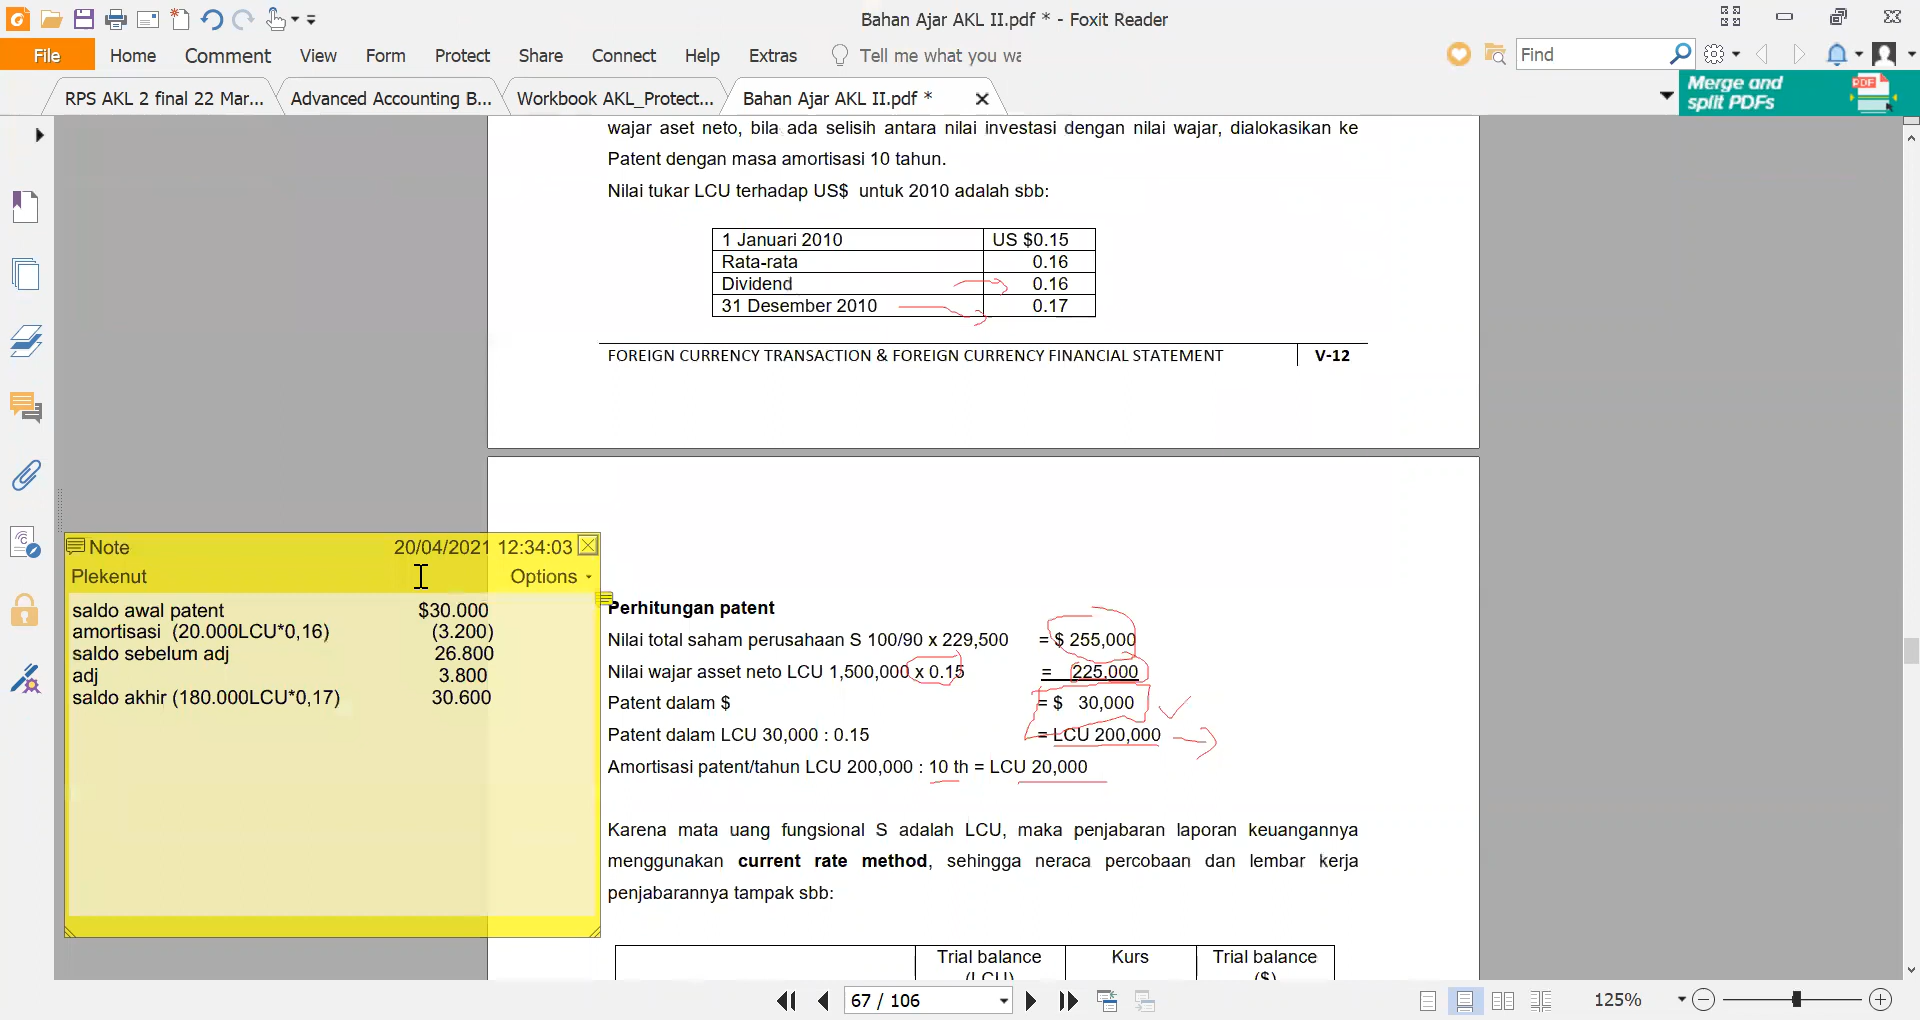 Bahan Ajar AKL II.pdf * - Foxit Reader
File Home Comment View Form Protect Share Connect Help Extras Tell me what you wa Find
RPS AKL 2 final 22 Mar... Advanced Accounting B... Workbook AKL_Protect... Bahan Ajar AKL II.pdf *
Merge and
split PDFs
PDF
wajar aset neto, bila ada selisih antara nilai investasi dengan nilai wajar, dialokasikan ke
Patent dengan masa amortisasi 10 tahun.
Nilai tukar LCU terhadap US$ untuk 2010 adalah sbb:
1 Januari 2010 US $0.15
Rata-rata 0.16
Dividend 0.16
31 Desember 2010 0.17
FOREIGN CURRENCY TRANSACTION & FOREIGN CURRENCY FINANCIAL STATEMENT V-12
Note 20/04/2021 12:34:03
Plekenut Options
saldo awal patent $30.000
amortisasi (20.000LCU*0,16) (3.200)
saldo sebelum adj 26.800
adj 3.800
saldo akhir (180.000LCU*0,17) 30.600
Perhitungan patent
Nilai total saham perusahaan S 100/90 x 229,500 = $ 255,000
Nilai wajar asset neto LCU 1,500,000 x 0.15 = 225,000
Patent dalam $ = $ 30,000
Patent dalam LCU 30,000 : 0.15 = LCU 200,000
Amortisasi patent/tahun LCU 200,000 : 10 th = LCU 20,000
Karena mata uang fungsional S adalah LCU, maka penjabaran laporan keuangannya
menggunakan current rate method, sehingga neraca percobaan dan lembar kerja
penjabarannya tampak sbb:
Trial balance Kurs Trial balance
(LCU) ($)
67 / 106 125%